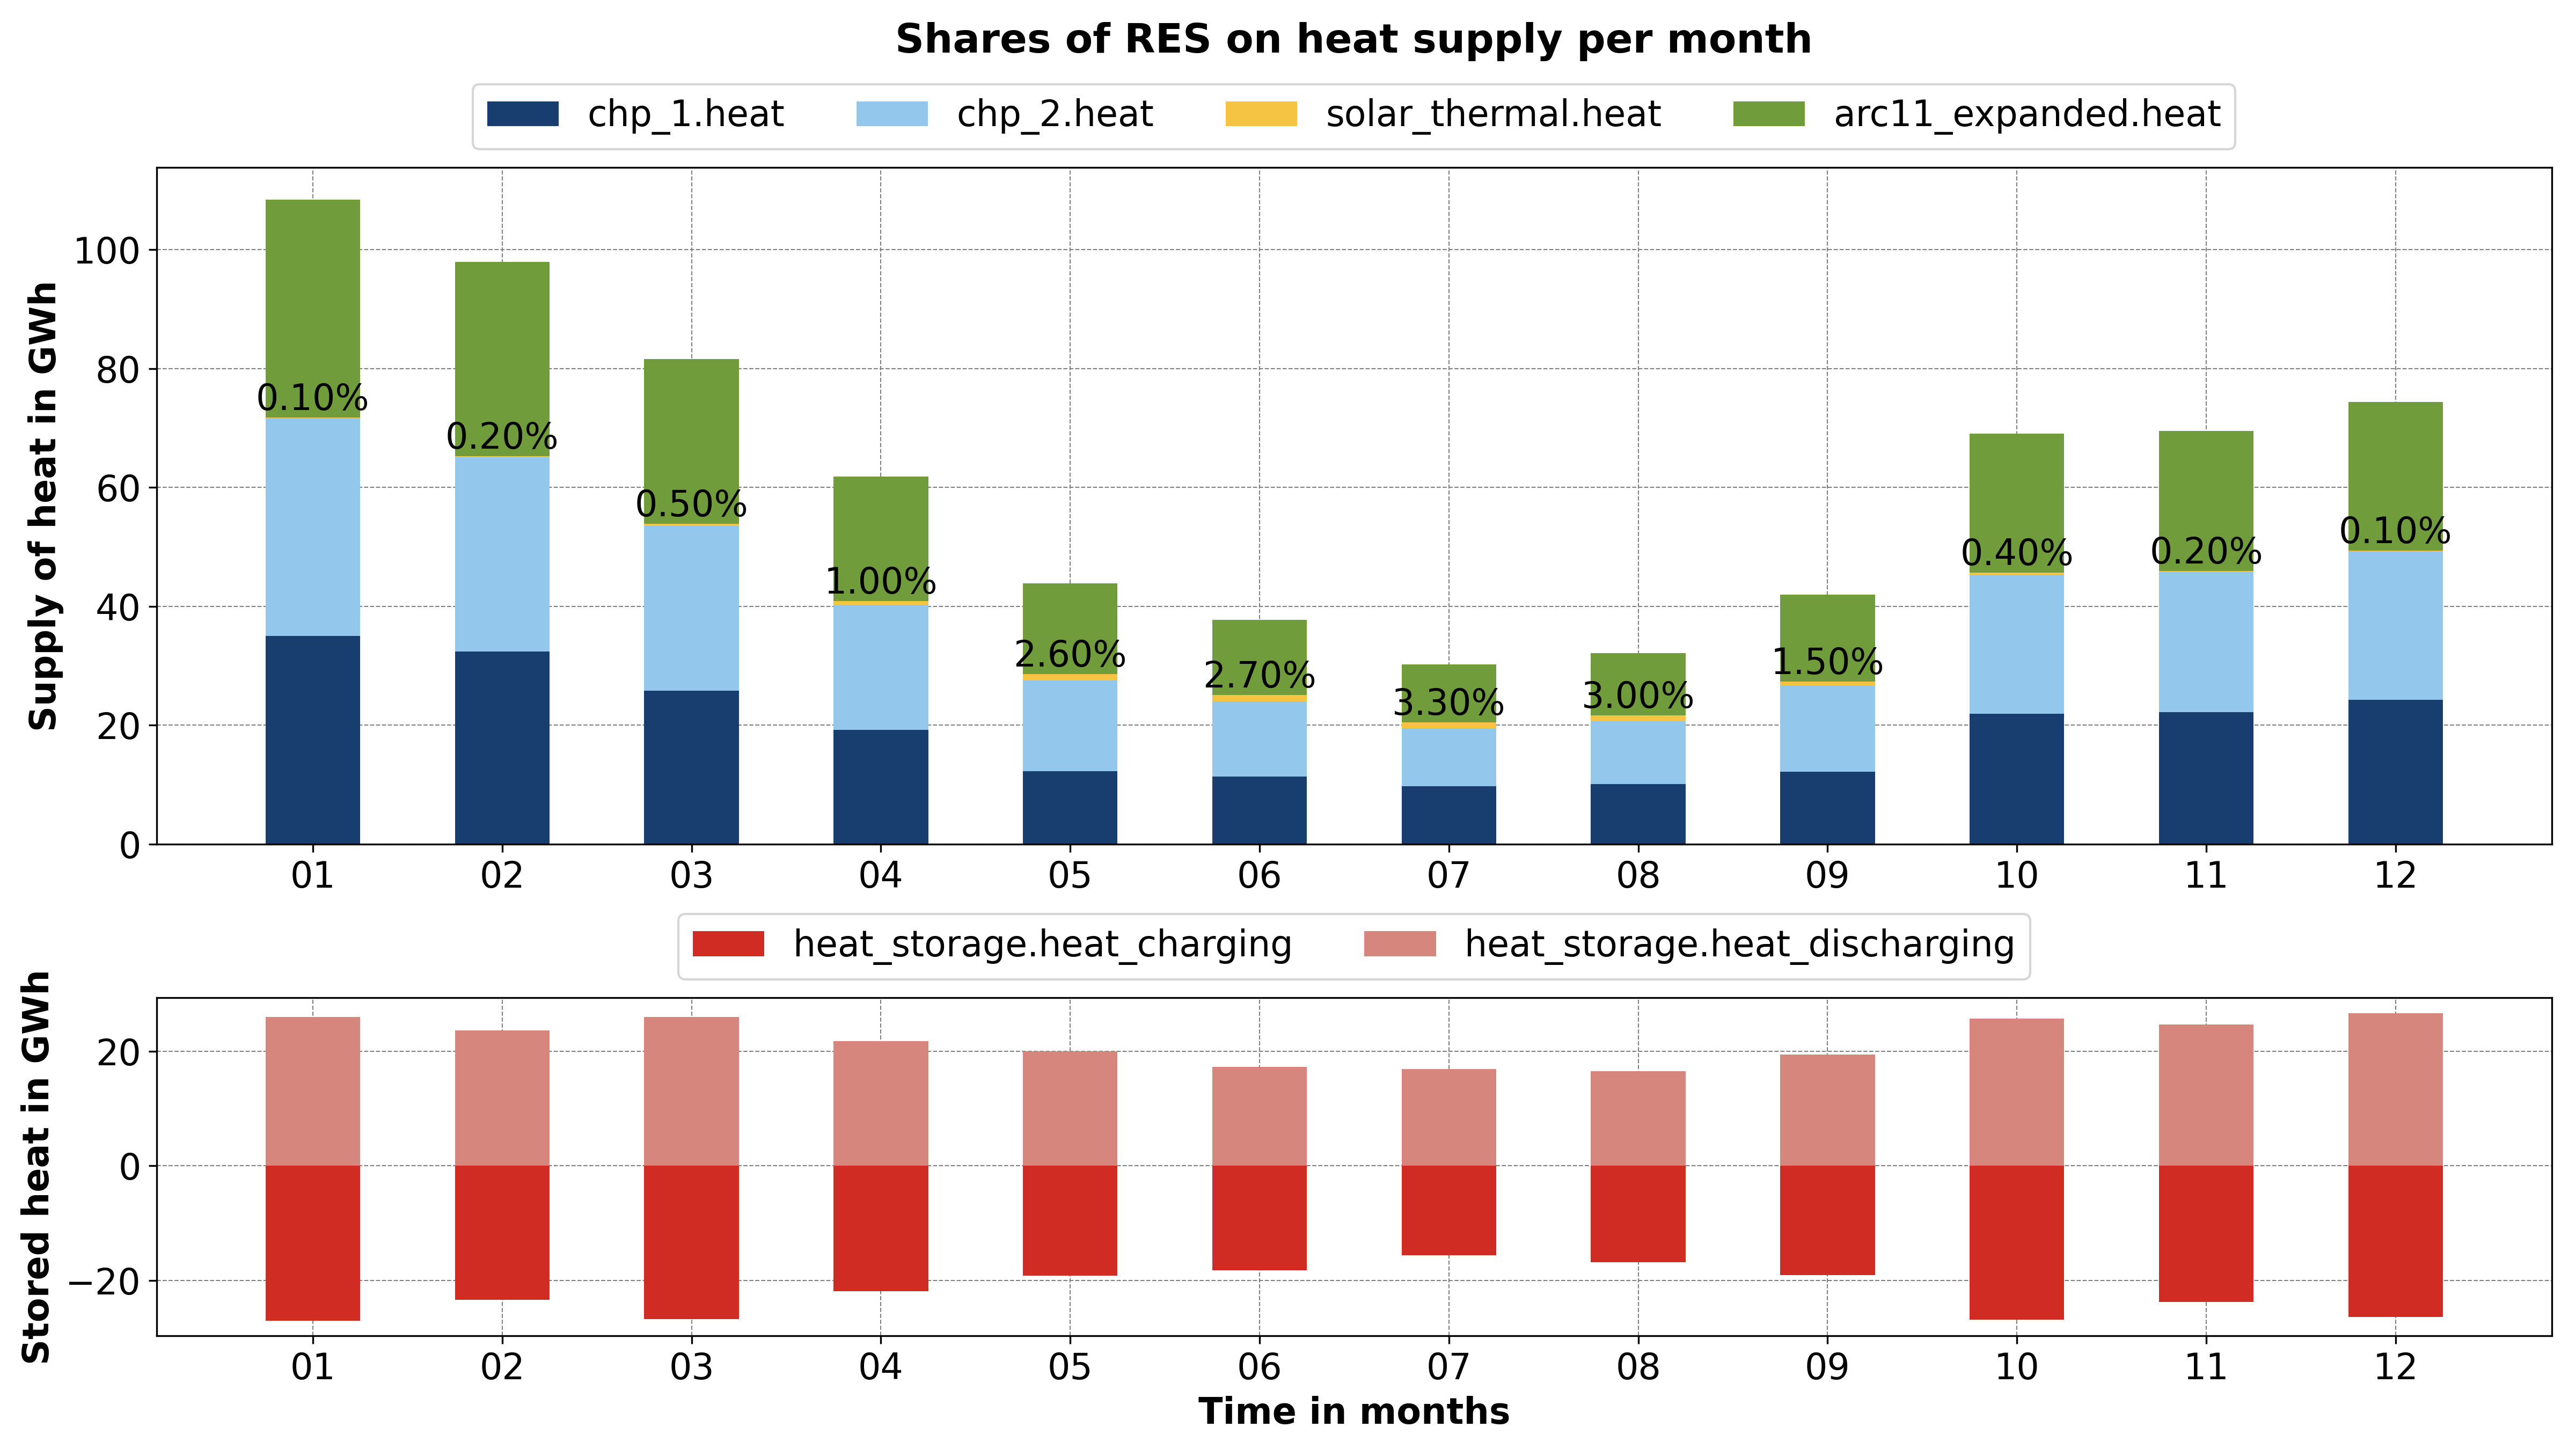 Shares of RES on heat supply per month
chp_1.heat chp_2.heat solar_thermal.heat arc11_expanded.heat
Supply of heat in GWh
100
80
60
40
20
0
0.10% 0.20% 0.50% 1.00% 2.60% 2.70% 3.30% 3.00% 1.50% 0.40% 0.20% 0.10%
01 02 03 04 05 06 07 08 09 10 11 12
heat_storage.heat_charging heat_storage.heat_discharging
Stored heat in GWh
20
0
−20
01 02 03 04 05 06 07 08 09 10 11 12
Time in months